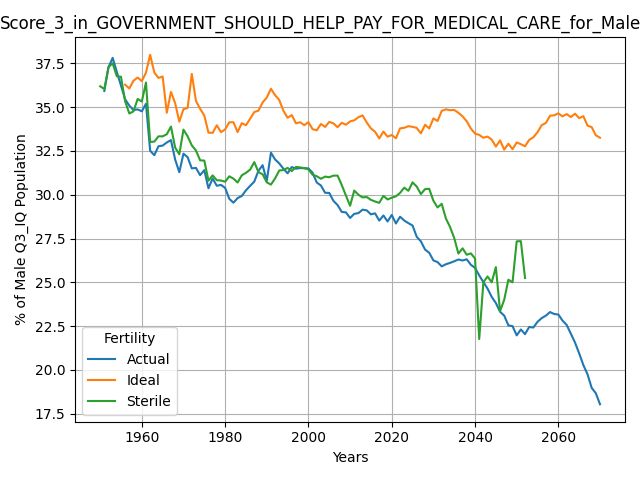 Score_3_in_GOVERNMENT_SHOULD_HELP_PAY_FOR_MEDICAL_CARE_for_Male
% of Male Q3_IQ Population
37.5
35.0
32.5
30.0
27.5
25.0
22.5
20.0
17.5
Fertility
Actual
Ideal
Sterile
1960 1980 2000 2020 2040 2060
Years